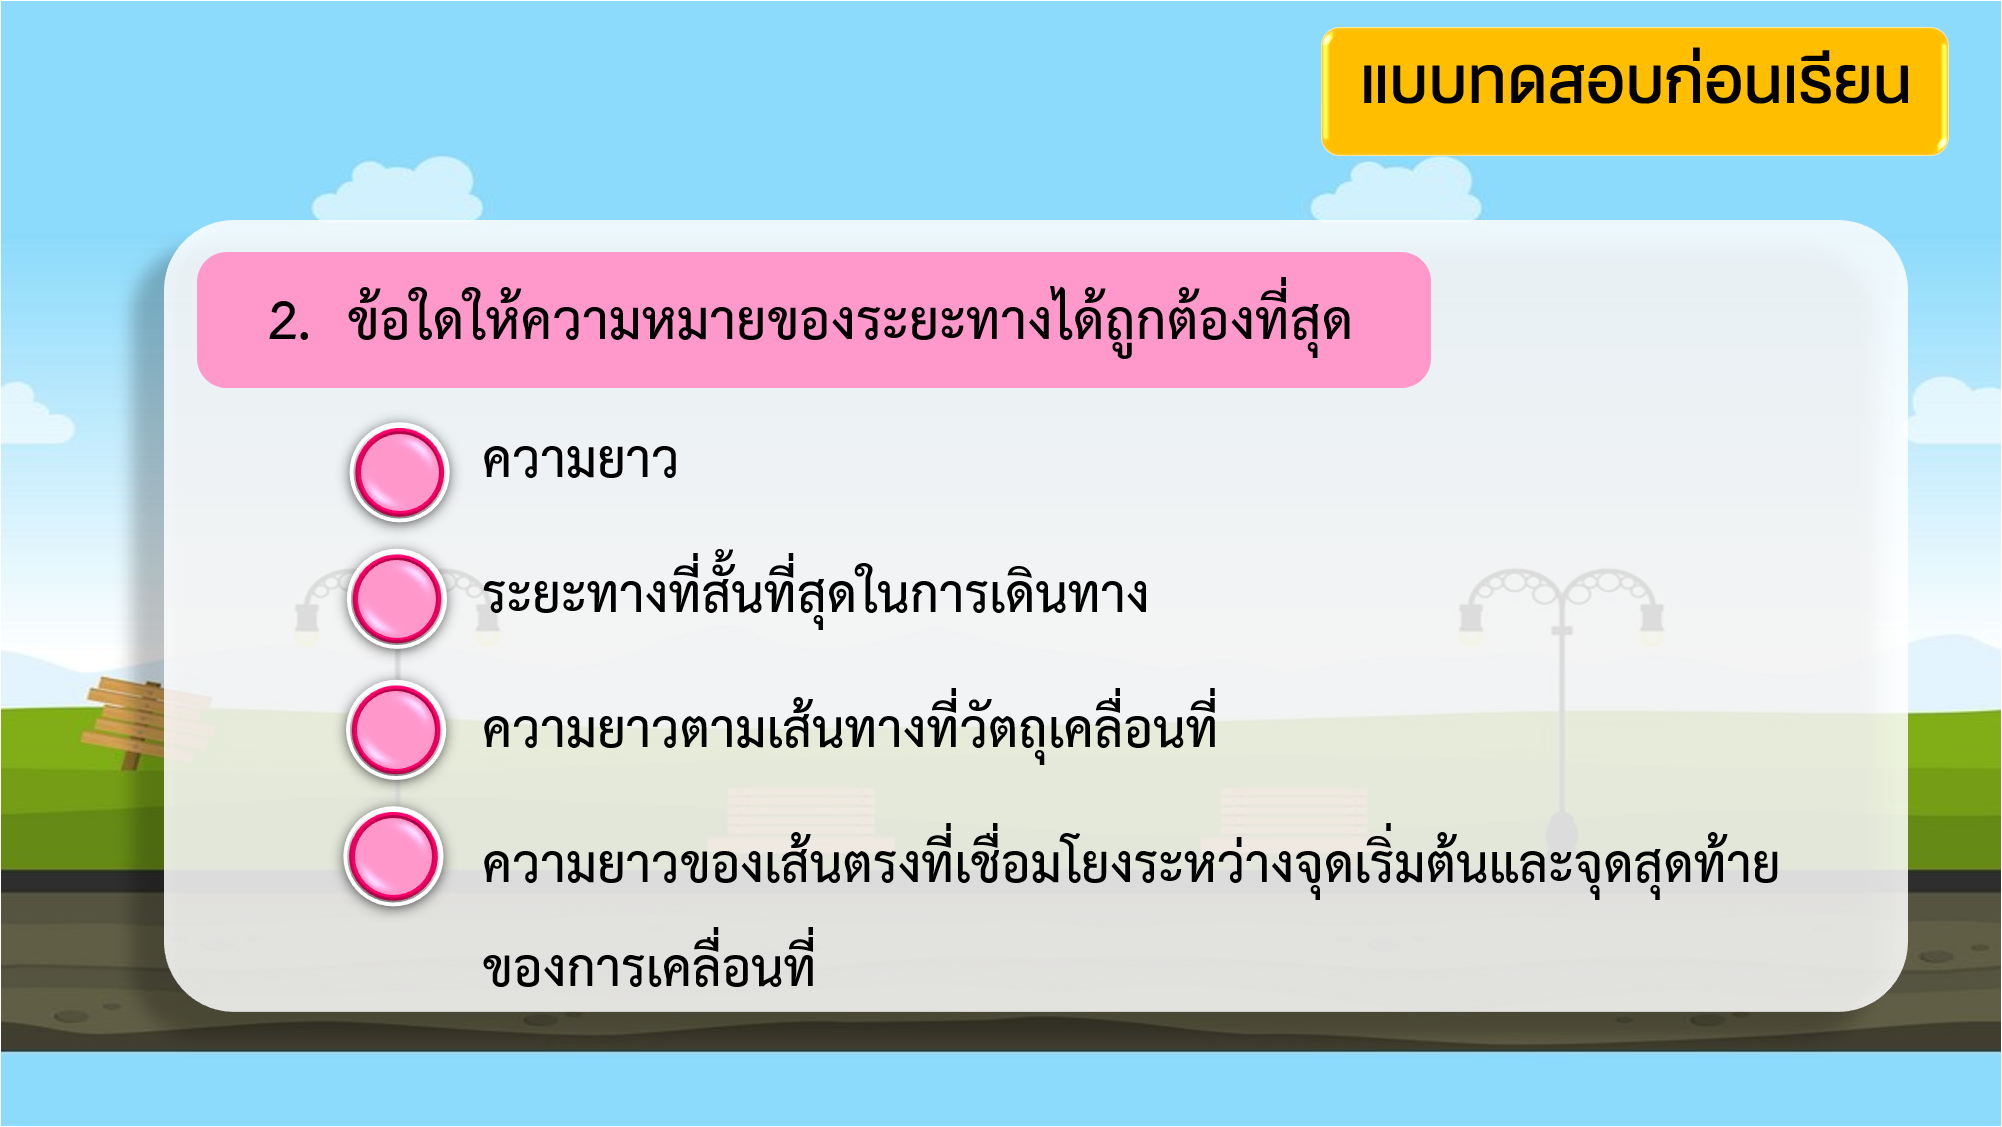 แบบทดสอบก่อนเรียน
2. ข้อใดให้ความหมายของระยะทางได้ถูกต้องที่สุด
ความยาว
ระยะทางที่สั้นที่สุดในการเดินทาง
ความยาวตามเส้นทางที่วัตถุเคลื่อนที่
ความยาวของเส้นตรงที่เชื่อมโยงระหว่างจุดเริ่มต้นและจุดสุดท้าย
ของการเคลื่อนที่